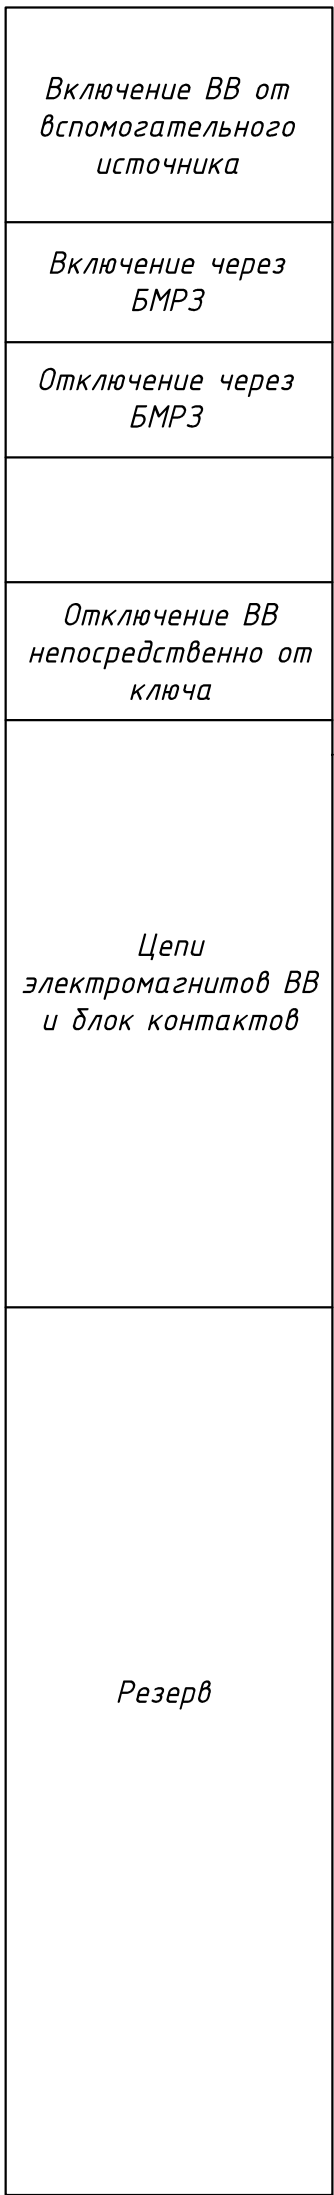 Включение ВВ от
вспомогательного
источника
Включение через
БМРЗ
Отключение через
БМРЗ
Отключение ВВ
непосредственно от
ключа
Цепи
электромагнитов ВВ
и блок контактов
Резерв